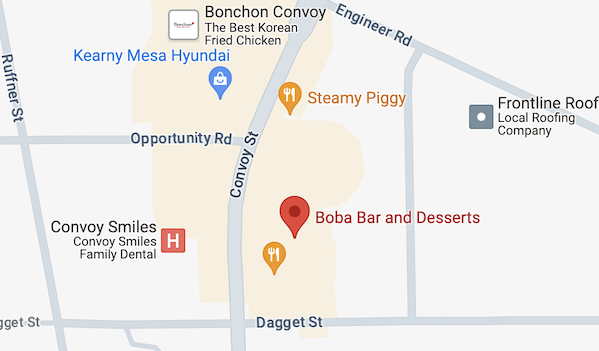 Bonchon Convoy
The Best Korean
Fried Chicken
Engineer Rd
Kearny Mesa Hyundai
Ruffner St
Steamy Piggy
Frontline Roof
Local Roofing
Company
Opportunity Rd
Convoy St
Boba Bar and Desserts
Convoy Smiles
Convoy Smiles
Family Dental
H
gget St
Dagget St